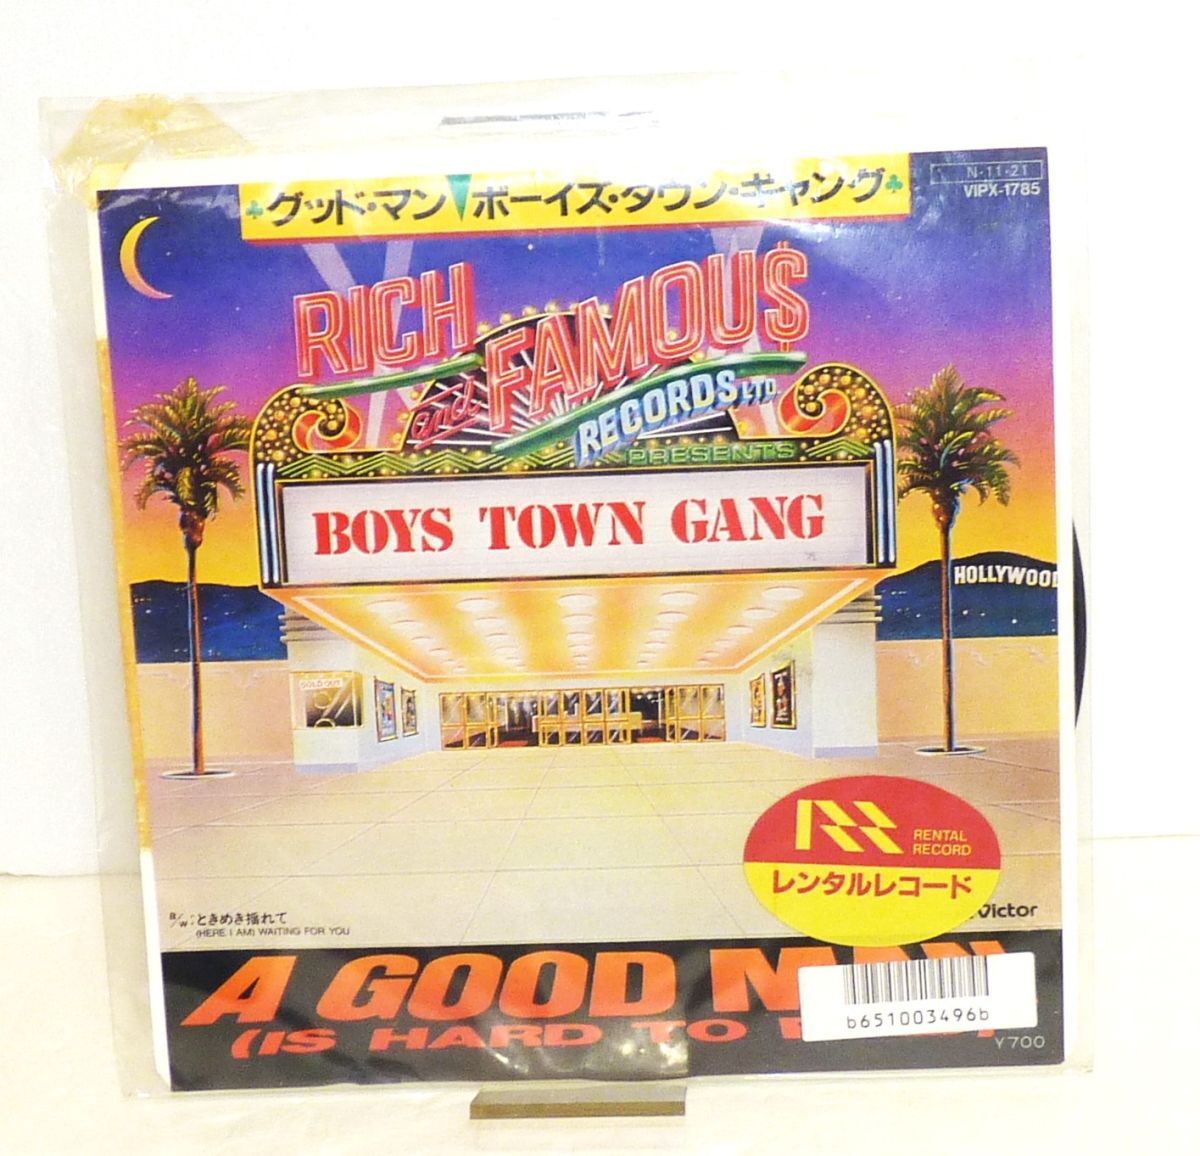 グッド・マン ボーイズ・タウン・ギャング
N・11・21
VIPX-1785
RICH
and FAMOU$
RECORDS LTD
PRESENTS
BOYS TOWN GANG
HOLLYWOOD
SOLD OUT
RENTAL
RECORD
レンタルレコード
B/W:ときめき揺れて
(HERE I AM) WAITING FOR YOU
Victor
A GOOD MAN
(IS HARD TO
b651003496b
¥700